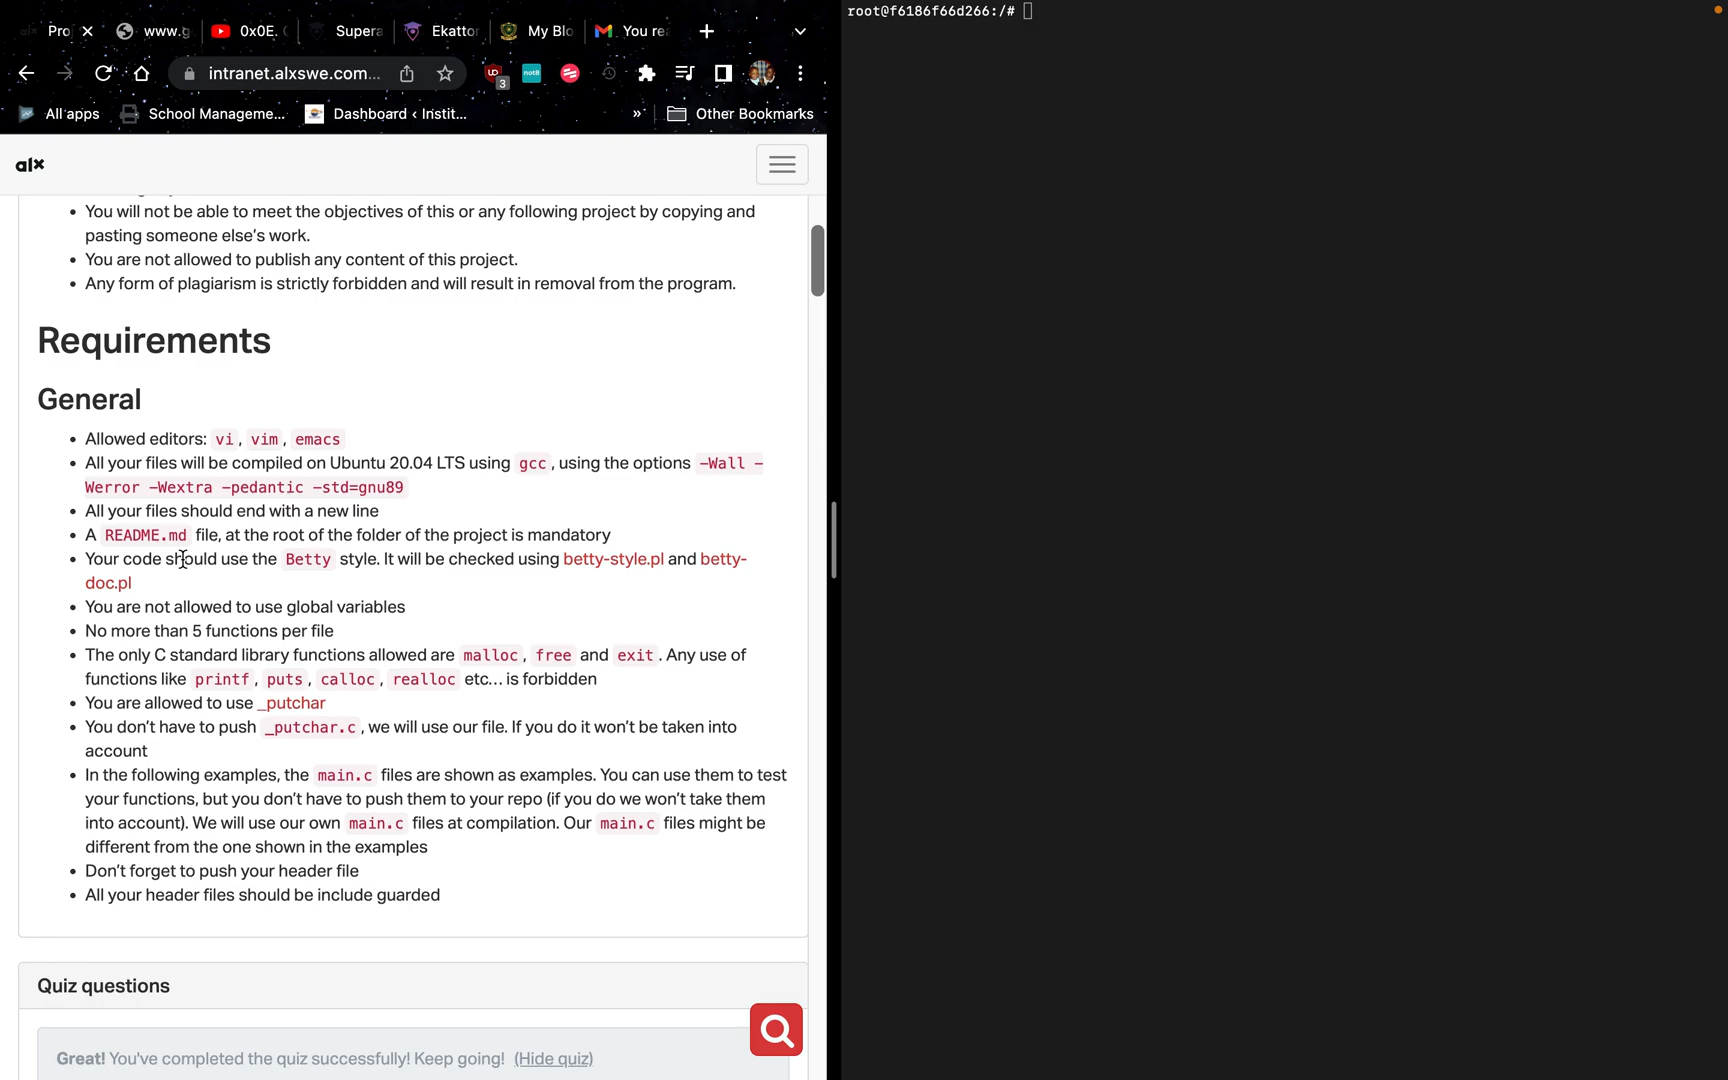 Pro
www.g
0x0E.
Supera
Ekattor
My Blo
You rea
root@f6186f66d266:/#
intranet.alxswe.com...
3
not8
All apps
School Manageme...
Dashboard ‹ Instit...
»
Other Bookmarks
alx
• You will not be able to meet the objectives of this or any following project by copying and
pasting someone else's work.
• You are not allowed to publish any content of this project.
• Any form of plagiarism is strictly forbidden and will result in removal from the program.
Requirements
General
• Allowed editors: vi, vim, emacs
• All your files will be compiled on Ubuntu 20.04 LTS using gcc, using the options -Wall -
Werror -Wextra -pedantic -std=gnu89
• All your files should end with a new line
• A README.md file, at the root of the folder of the project is mandatory
• Your code should use the Betty style. It will be checked using betty-style.pl and betty-
doc.pl
• You are not allowed to use global variables
• No more than 5 functions per file
• The only C standard library functions allowed are malloc, free and exit. Any use of
functions like printf, puts, calloc, realloc etc… is forbidden
• You are allowed to use _putchar
• You don't have to push _putchar.c, we will use our file. If you do it won't be taken into
account
• In the following examples, the main.c files are shown as examples. You can use them to test
your functions, but you don't have to push them to your repo (if you do we won't take them
into account). We will use our own main.c files at compilation. Our main.c files might be
different from the one shown in the examples
• Don't forget to push your header file
• All your header files should be include guarded
Quiz questions
Great! You've completed the quiz successfully! Keep going! (Hide quiz)